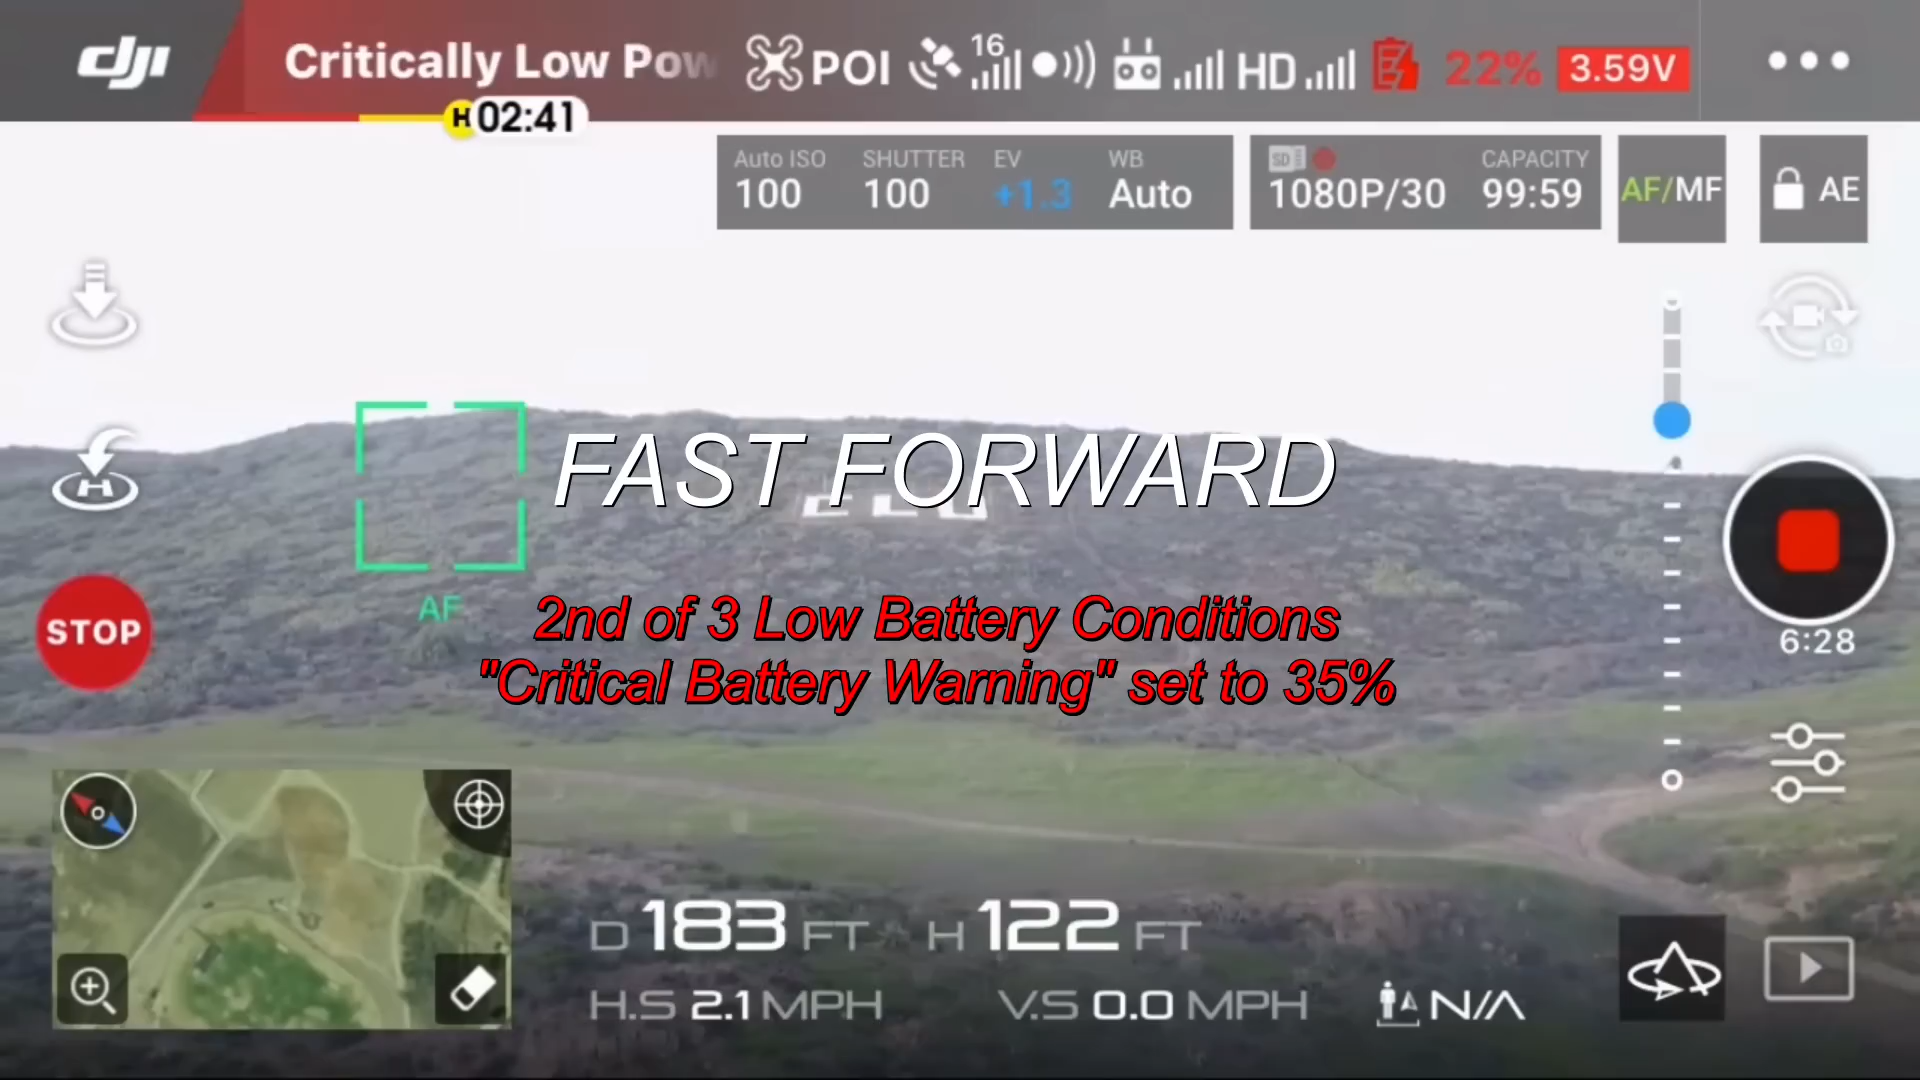 dji Critically Low Pow POI 16 HD 22% 3.59V
H 02:41
Auto ISO SHUTTER EV WB SD CAPACITY
100 100 +1.3 Auto 1080P/30 99:59 AF/MF AE
FAST FORWARD
CLU
AF
STOP
2nd of 3 Low Battery Conditions
"Critical Battery Warning" set to 35%
6:28
D 183 FT H 122 FT
H.S 2.1 MPH V.S 0.0 MPH N/A